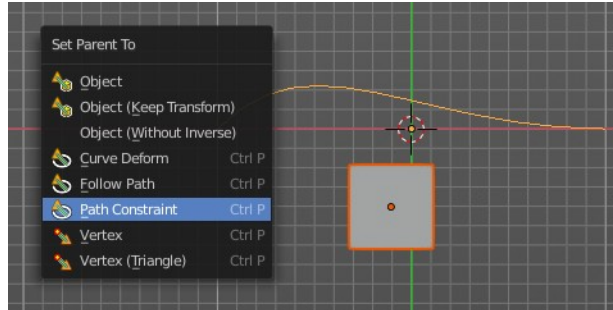 Set Parent To
Object
Object (Keep Transform)
Object (Without Inverse)
Curve Deform Ctrl P
Follow Path Ctrl P
Path Constraint Ctrl P
Vertex Ctrl P
Vertex (Triangle) Ctrl P